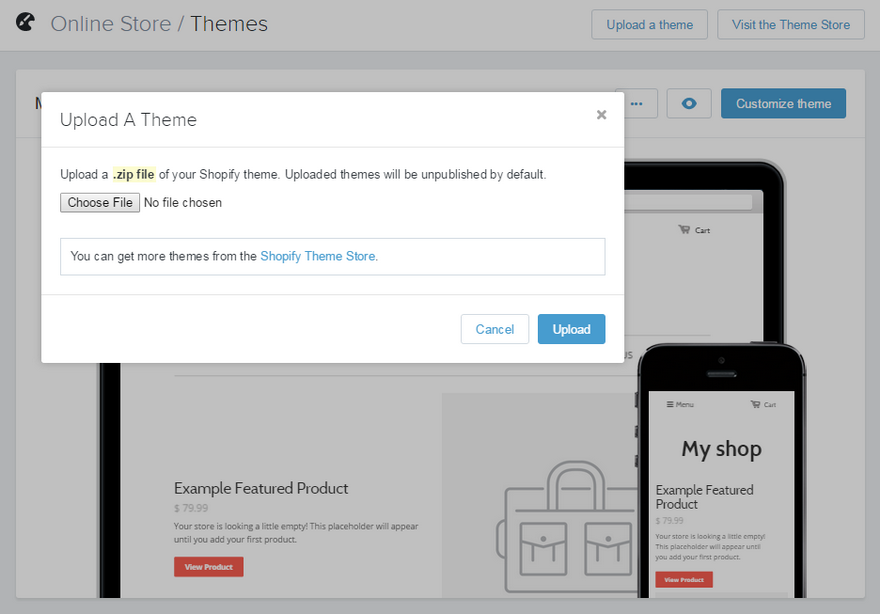 Online Store / Themes
Upload a theme
Visit the Theme Store
Customize theme
Upload A Theme
Upload a .zip file of your Shopify theme. Uploaded themes will be unpublished by default.
Choose File No file chosen
You can get more themes from the Shopify Theme Store.
Cancel
Upload
Cart
US
Example Featured Product
$ 79.99
Your store is looking a little empty! This placeholder will appear
until you add your first product.
View Product
Menu
Cart
My shop
Example Featured
Product
$ 79.99
Your store is looking a little empty!
This placeholder will appear until
you add your first product.
View Product